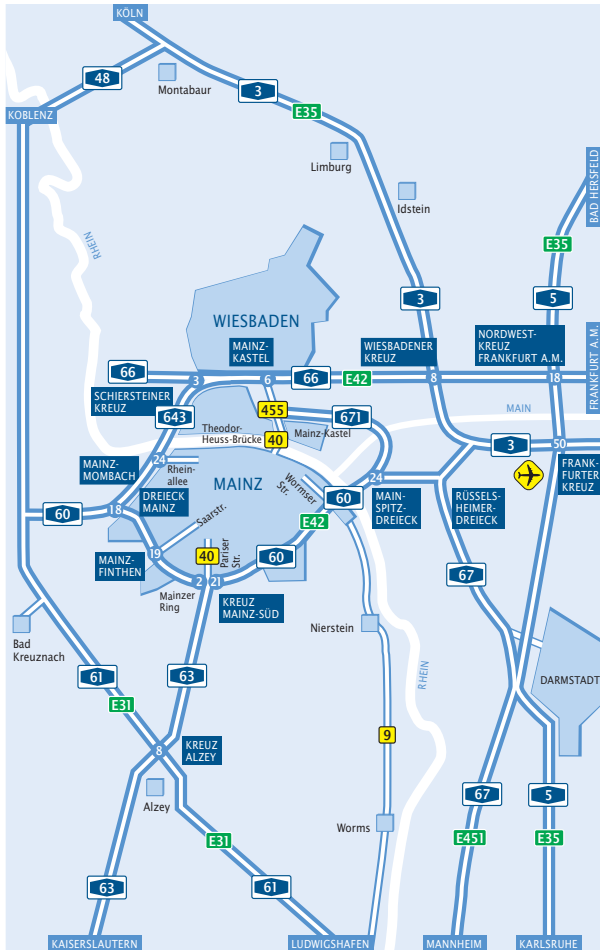 KÖLN
48
Montabaur
3
E35
KOBLENZ
Limburg
Idstein
BAD HERSFELD
RHEIN
E35
3
5
WIESBADEN
MAINZ-
KASTEL
WIESBADENER
KREUZ
NORDWEST-
KREUZ
FRANKFURT A.M.
FRANKFURT A.M.
66
3
6
66
E42
8
18
SCHIERSTEINER
KREUZ
643
455
671
MAIN
Theodor-
Heuss-Brücke
40
Mainz-Kastel
3
50
MAINZ-
MOMBACH
24
Rhein-
allee
DREIECK
MAINZ
MAINZ
Wormser
Str.
60
24
MAIN-
SPITZ-
DREIECK
RÜSSELS-
HEIMER-
DREIECK
FRANK-
FURTER
KREUZ
60
18
Saarstr.
E42
MAINZ-
FINTHEN
19
40
Pariser
Str.
60
67
Mainzer
Ring
2
21
KREUZ
MAINZ-SÜD
Bad
Kreuznach
Nierstein
RHEIN
DARMSTADT
61
63
E31
9
8
KREUZ
ALZEY
Alzey
67
5
Worms
E31
E451
E35
63
61
KAISERSLAUTERN
LUDWIGSHAFEN
MANNHEIM
KARLSRUHE